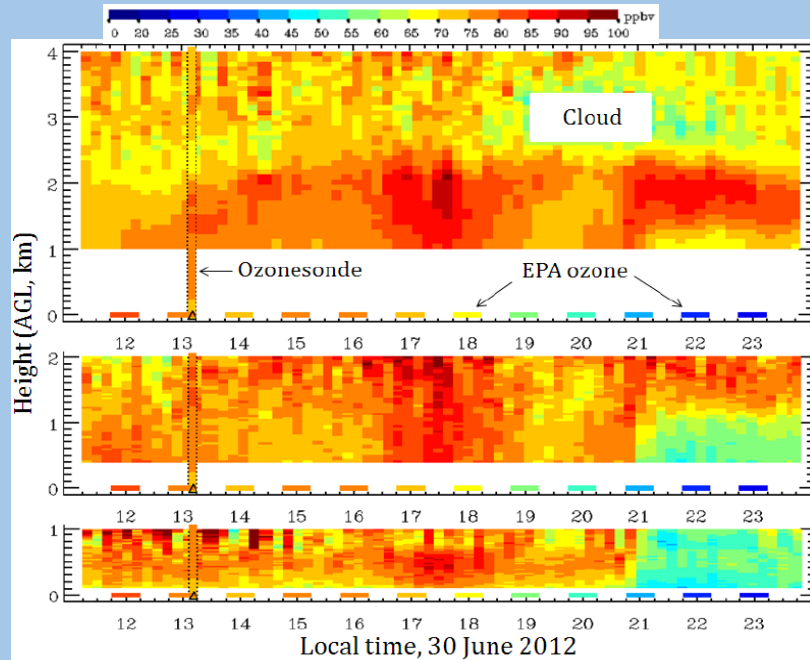 ppbv
0 20 25 28 30 35 40 45 50 55 60 65 70 75 80 85 90 95 100
4
3
2
1
0
Cloud
Ozonesonde
EPA ozone
12 13 14 15 16 17 18 19 20 21 22 23
Height (AGL, km)
2
1
0
12 13 14 15 16 17 18 19 20 21 22 23
1
0
12 13 14 15 16 17 18 19 20 21 22 23
Local time, 30 June 2012